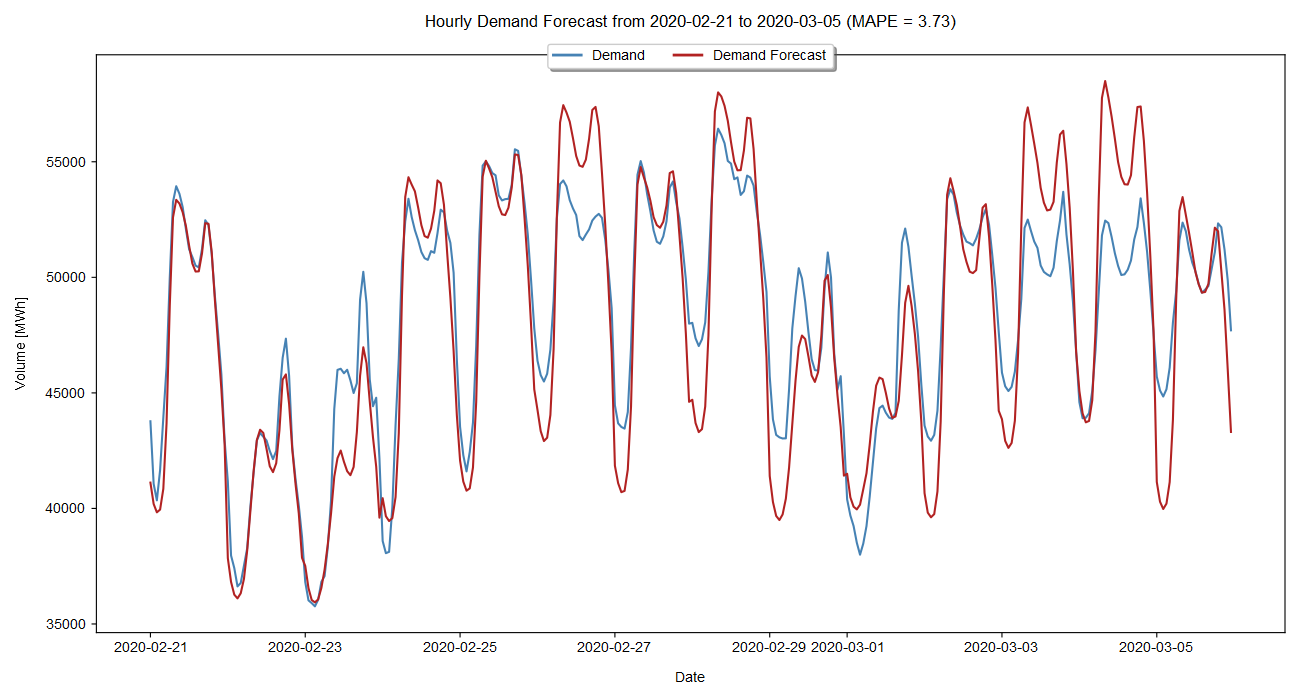 Hourly Demand Forecast from 2020-02-21 to 2020-03-05 (MAPE = 3.73)
Demand Demand Forecast
55000
50000
45000
40000
35000
Volume [MWh]
2020-02-21 2020-02-23 2020-02-25 2020-02-27 2020-02-29 2020-03-01 2020-03-03 2020-03-05
Date